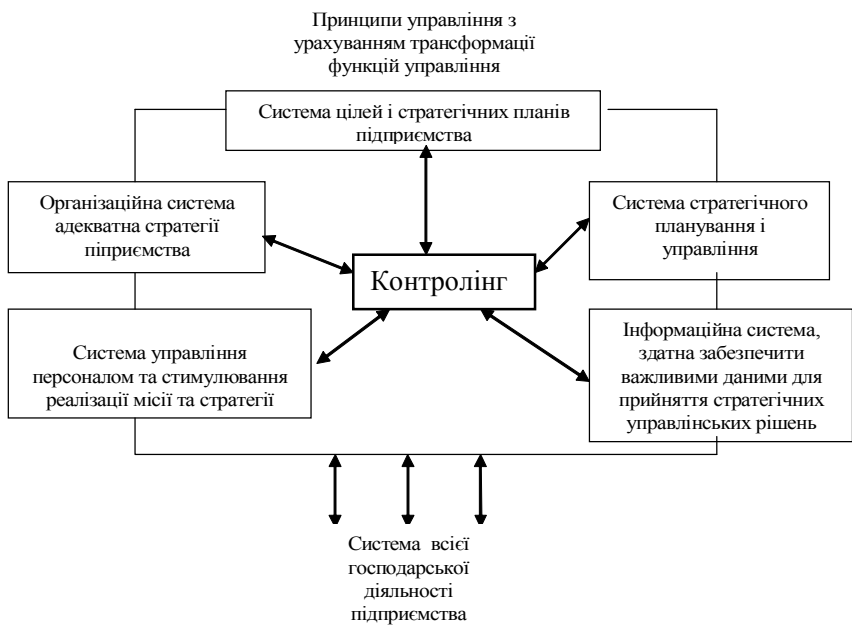 Принципи управління з
урахуванням трансформації
функцій управління
Система цілей і стратегічних планів
підприємства
Організаційна система
адекватна стратегії
піприємства
Система стратегічного
планування і
управління
Контролінг
Система управління
персоналом та стимулювання
реалізації місії та стратегії
Інформаційна система,
здатна забезпечити
важливими даними для
прийняття стратегічних
управлінських рішень
Система всієї
господарської
діяльності
підприємства